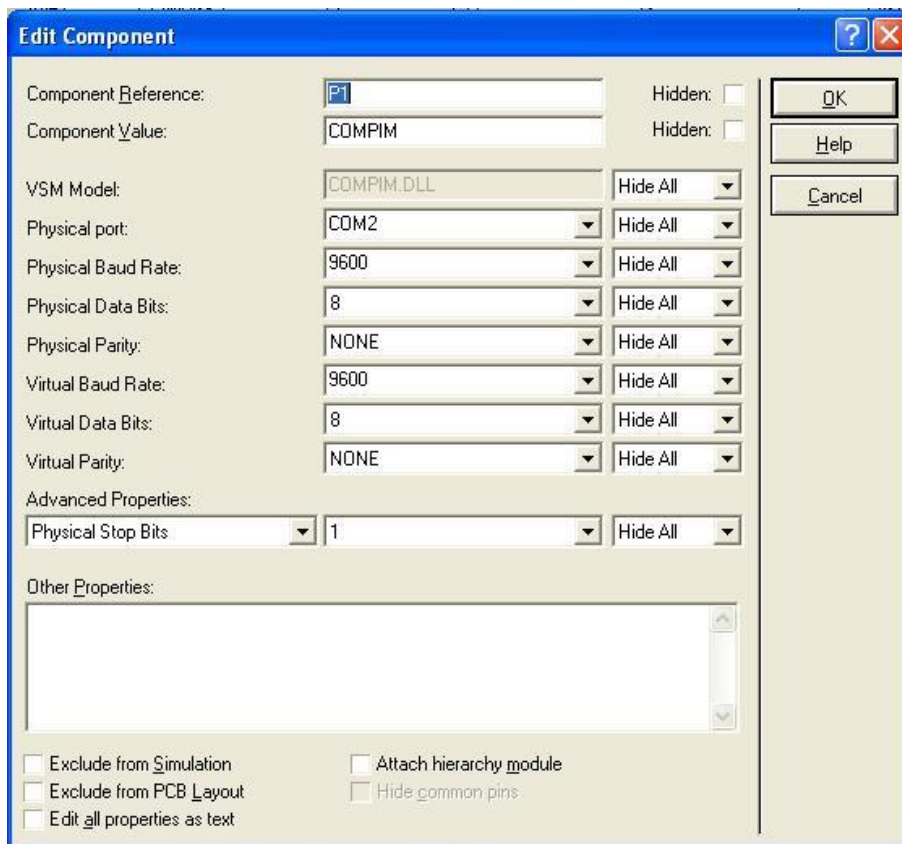 Edit Component
Component Reference: P1 Hidden:
Component Value: COMPIM Hidden:
VSM Model: COMPIM.DLL Hide All
Physical port: COM2 Hide All
Physical Baud Rate: 9600 Hide All
Physical Data Bits: 8 Hide All
Physical Parity: NONE Hide All
Virtual Baud Rate: 9600 Hide All
Virtual Data Bits: 8 Hide All
Virtual Parity: NONE Hide All
Advanced Properties:
Physical Stop Bits 1 Hide All
Other Properties:
Exclude from Simulation Attach hierarchy module
Exclude from PCB Layout Hide common pins
Edit all properties as text
OK
Help
Cancel